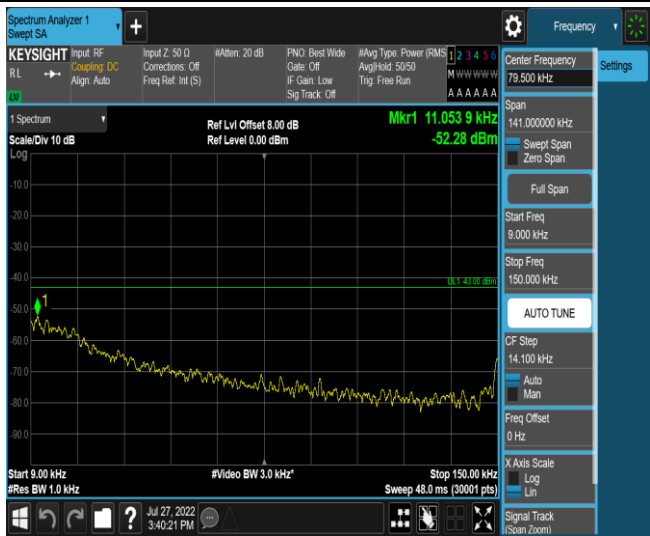 Spectrum Analyzer 1
Swept SA
Frequency
KEYSIGHT
RL
LXI
Input: RF
Coupling: DC
Align: Auto
Input Z: 50 Ω
Corrections: Off
Freq Ref: Int (S)
#Atten: 20 dB
PNO: Best Wide
Gate: Off
IF Gain: Low
Sig Track: Off
#Avg Type: Power (RMS
Avg|Hold: 50/50
Trig: Free Run
1 2 3 4 5 6
M W W W W W
A A A A A A
1 Spectrum
Scale/Div 10 dB
Log
Ref Lvl Offset 8.00 dB
Ref Level 0.00 dBm
Mkr1 11.053 9 kHz
-52.28 dBm
-10.0
-20.0
-30.0
-40.0
DL1 -43.00 dBm
-50.0
1
-60.0
-70.0
-80.0
-90.0
Start 9.00 kHz
#Video BW 3.0 kHz*
Stop 150.00 kHz
#Res BW 1.0 kHz
Sweep 48.0 ms (30001 pts)
Jul 27, 2022
3:40:21 PM
Settings
Center Frequency
79.500 kHz
Span
141.000000 kHz
Swept Span
Zero Span
Full Span
Start Freq
9.000 kHz
Stop Freq
150.000 kHz
AUTO TUNE
CF Step
14.100 kHz
Auto
Man
Freq Offset
0 Hz
X Axis Scale
Log
Lin
Signal Track
(Span Zoom)